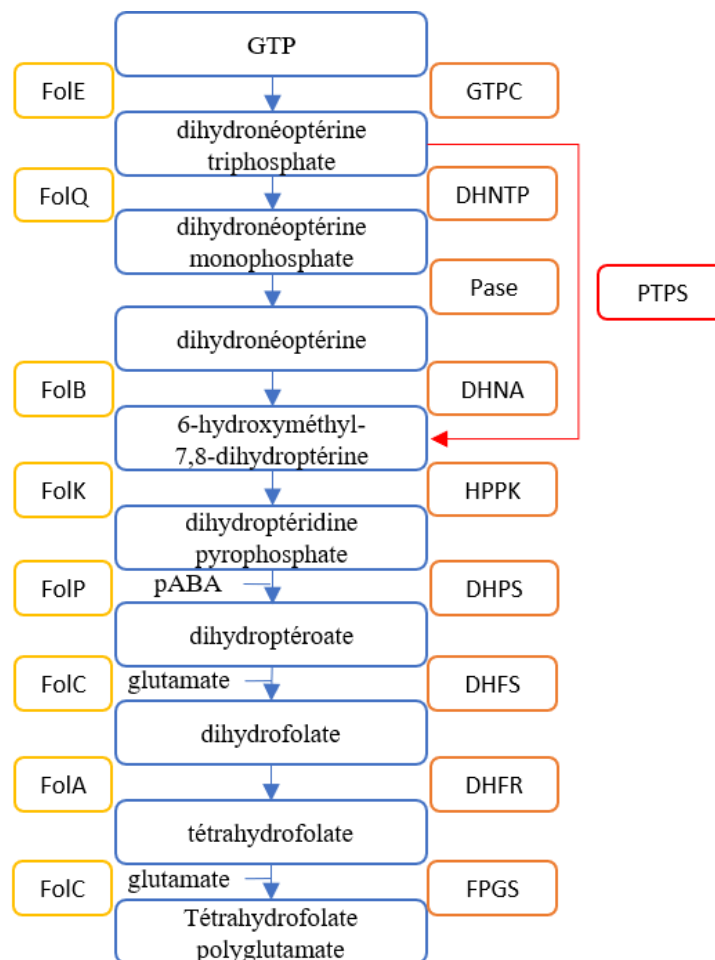 GTP
FolE
GTPC
dihydronéoptérine
triphosphate
FolQ
DHNTP
dihydronéoptérine
monophosphate
Pase
PTPS
dihydronéoptérine
FolB
DHNA
6-hydroxyméthyl-
7,8-dihydroptérine
FolK
HPPK
dihydroptéridine
pyrophosphate
FolP
pABA
DHPS
dihydroptéroate
FolC
glutamate
DHFS
dihydrofolate
FolA
DHFR
tétrahydrofolate
FolC
glutamate
FPGS
Tétrahydrofolate
polyglutamate